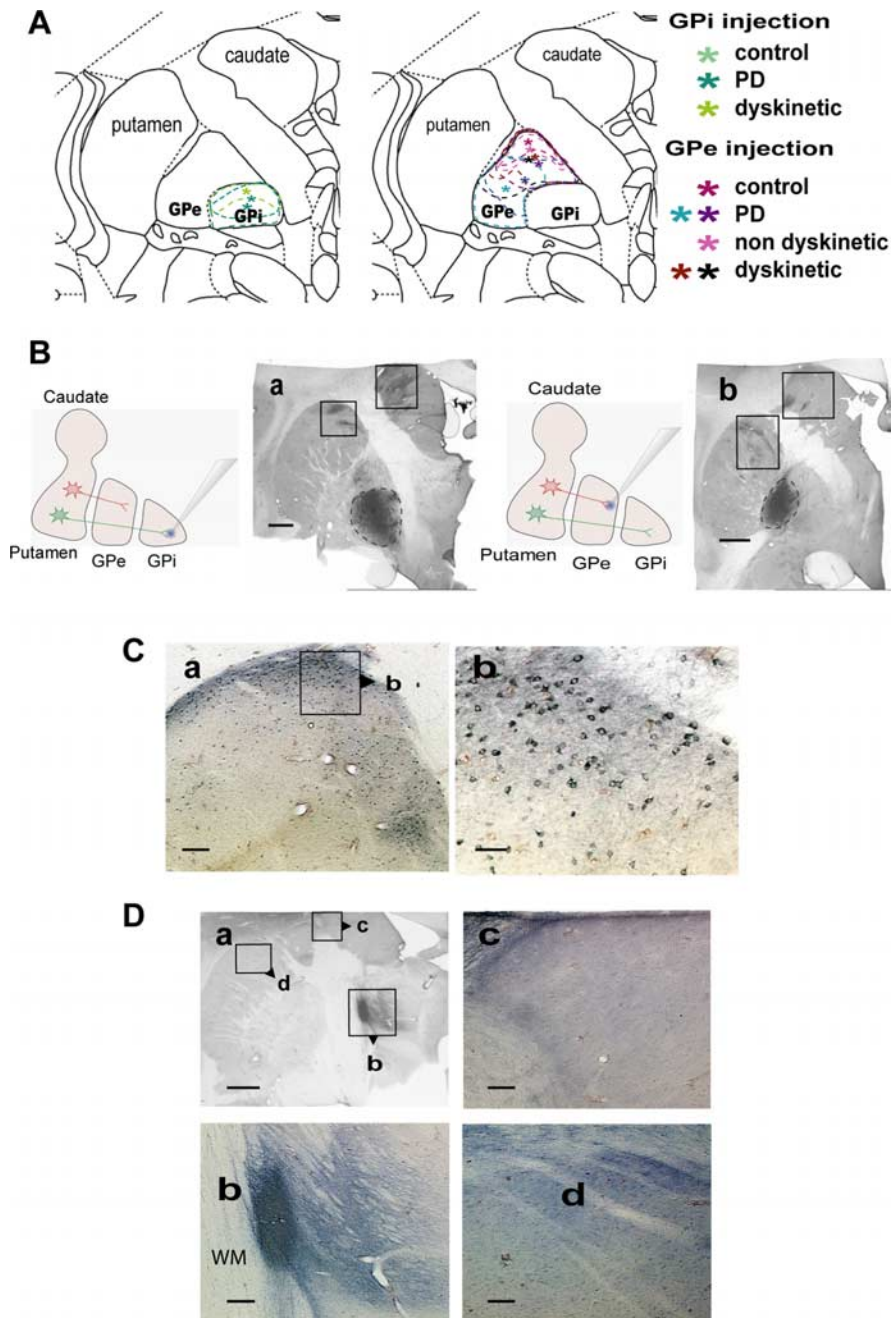 A
caudate
putamen
GPe
GPi
caudate
putamen
GPe
GPi
GPi injection
* control
* PD
* dyskinetic
GPe injection
* control
* * PD
* non dyskinetic
* * dyskinetic
B
Caudate
Putamen
GPe
GPi
a
Caudate
Putamen
GPe
GPi
b
C
a
b
b
D
a
c
d
b
c
b
WM
d